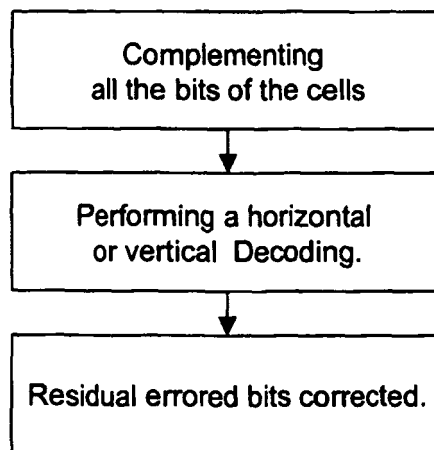 Complementing
all the bits of the cells
Performing a horizontal
or vertical Decoding.
Residual errored bits corrected.